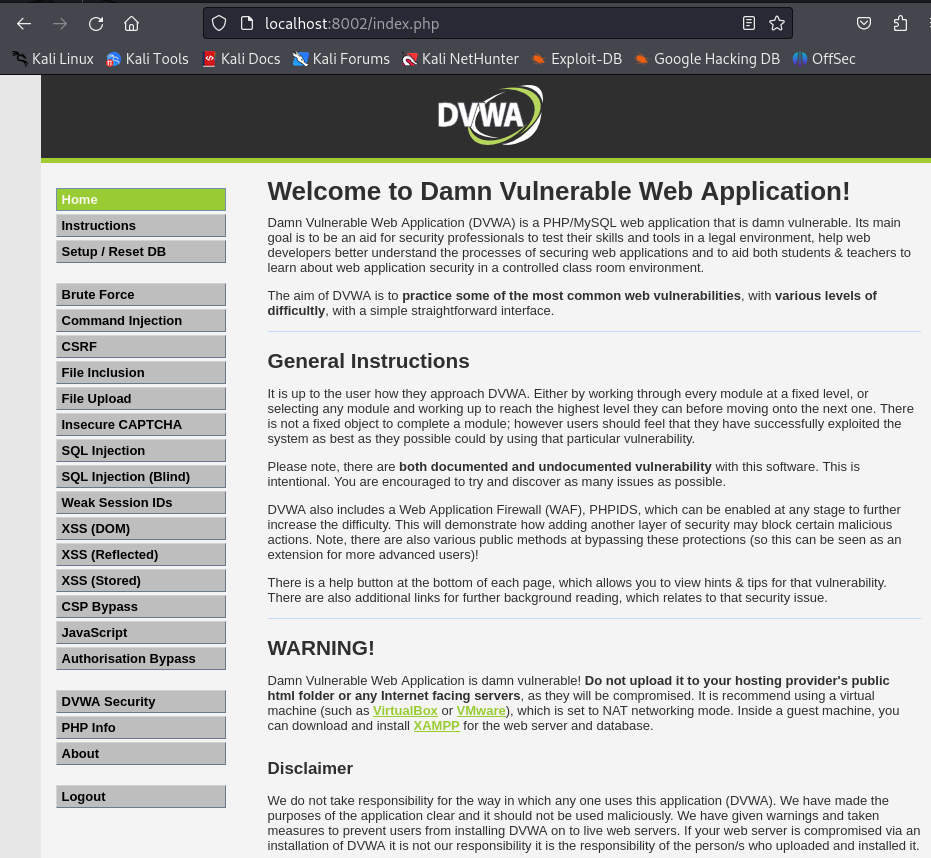 localhost:8002/index.php
Kali Linux Kali Tools Kali Docs Kali Forums Kali NetHunter Exploit-DB Google Hacking DB OffSec
DVWA
Home
Instructions
Setup / Reset DB
Brute Force
Command Injection
CSRF
File Inclusion
File Upload
Insecure CAPTCHA
SQL Injection
SQL Injection (Blind)
Weak Session IDs
XSS (DOM)
XSS (Reflected)
XSS (Stored)
CSP Bypass
JavaScript
Authorisation Bypass
DVWA Security
PHP Info
About
Logout
Welcome to Damn Vulnerable Web Application!
Damn Vulnerable Web Application (DVWA) is a PHP/MySQL web application that is damn vulnerable. Its main
goal is to be an aid for security professionals to test their skills and tools in a legal environment, help web
developers better understand the processes of securing web applications and to aid both students & teachers to
learn about web application security in a controlled class room environment.
The aim of DVWA is to practice some of the most common web vulnerabilities, with various levels of
difficultly, with a simple straightforward interface.
General Instructions
It is up to the user how they approach DVWA. Either by working through every module at a fixed level, or
selecting any module and working up to reach the highest level they can before moving onto the next one. There
is not a fixed object to complete a module; however users should feel that they have successfully exploited the
system as best as they possible could by using that particular vulnerability.
Please note, there are both documented and undocumented vulnerability with this software. This is
intentional. You are encouraged to try and discover as many issues as possible.
DVWA also includes a Web Application Firewall (WAF), PHPIDS, which can be enabled at any stage to further
increase the difficulty. This will demonstrate how adding another layer of security may block certain malicious
actions. Note, there are also various public methods at bypassing these protections (so this can be seen as an
extension for more advanced users)!
There is a help button at the bottom of each page, which allows you to view hints & tips for that vulnerability.
There are also additional links for further background reading, which relates to that security issue.
WARNING!
Damn Vulnerable Web Application is damn vulnerable! Do not upload it to your hosting provider's public
html folder or any Internet facing servers, as they will be compromised. It is recommend using a virtual
machine (such as VirtualBox or VMware), which is set to NAT networking mode. Inside a guest machine, you
can download and install XAMPP for the web server and database.
Disclaimer
We do not take responsibility for the way in which any one uses this application (DVWA). We have made the
purposes of the application clear and it should not be used maliciously. We have given warnings and taken
measures to prevent users from installing DVWA on to live web servers. If your web server is compromised via an
installation of DVWA it is not our responsibility it is the responsibility of the person/s who uploaded and installed it.